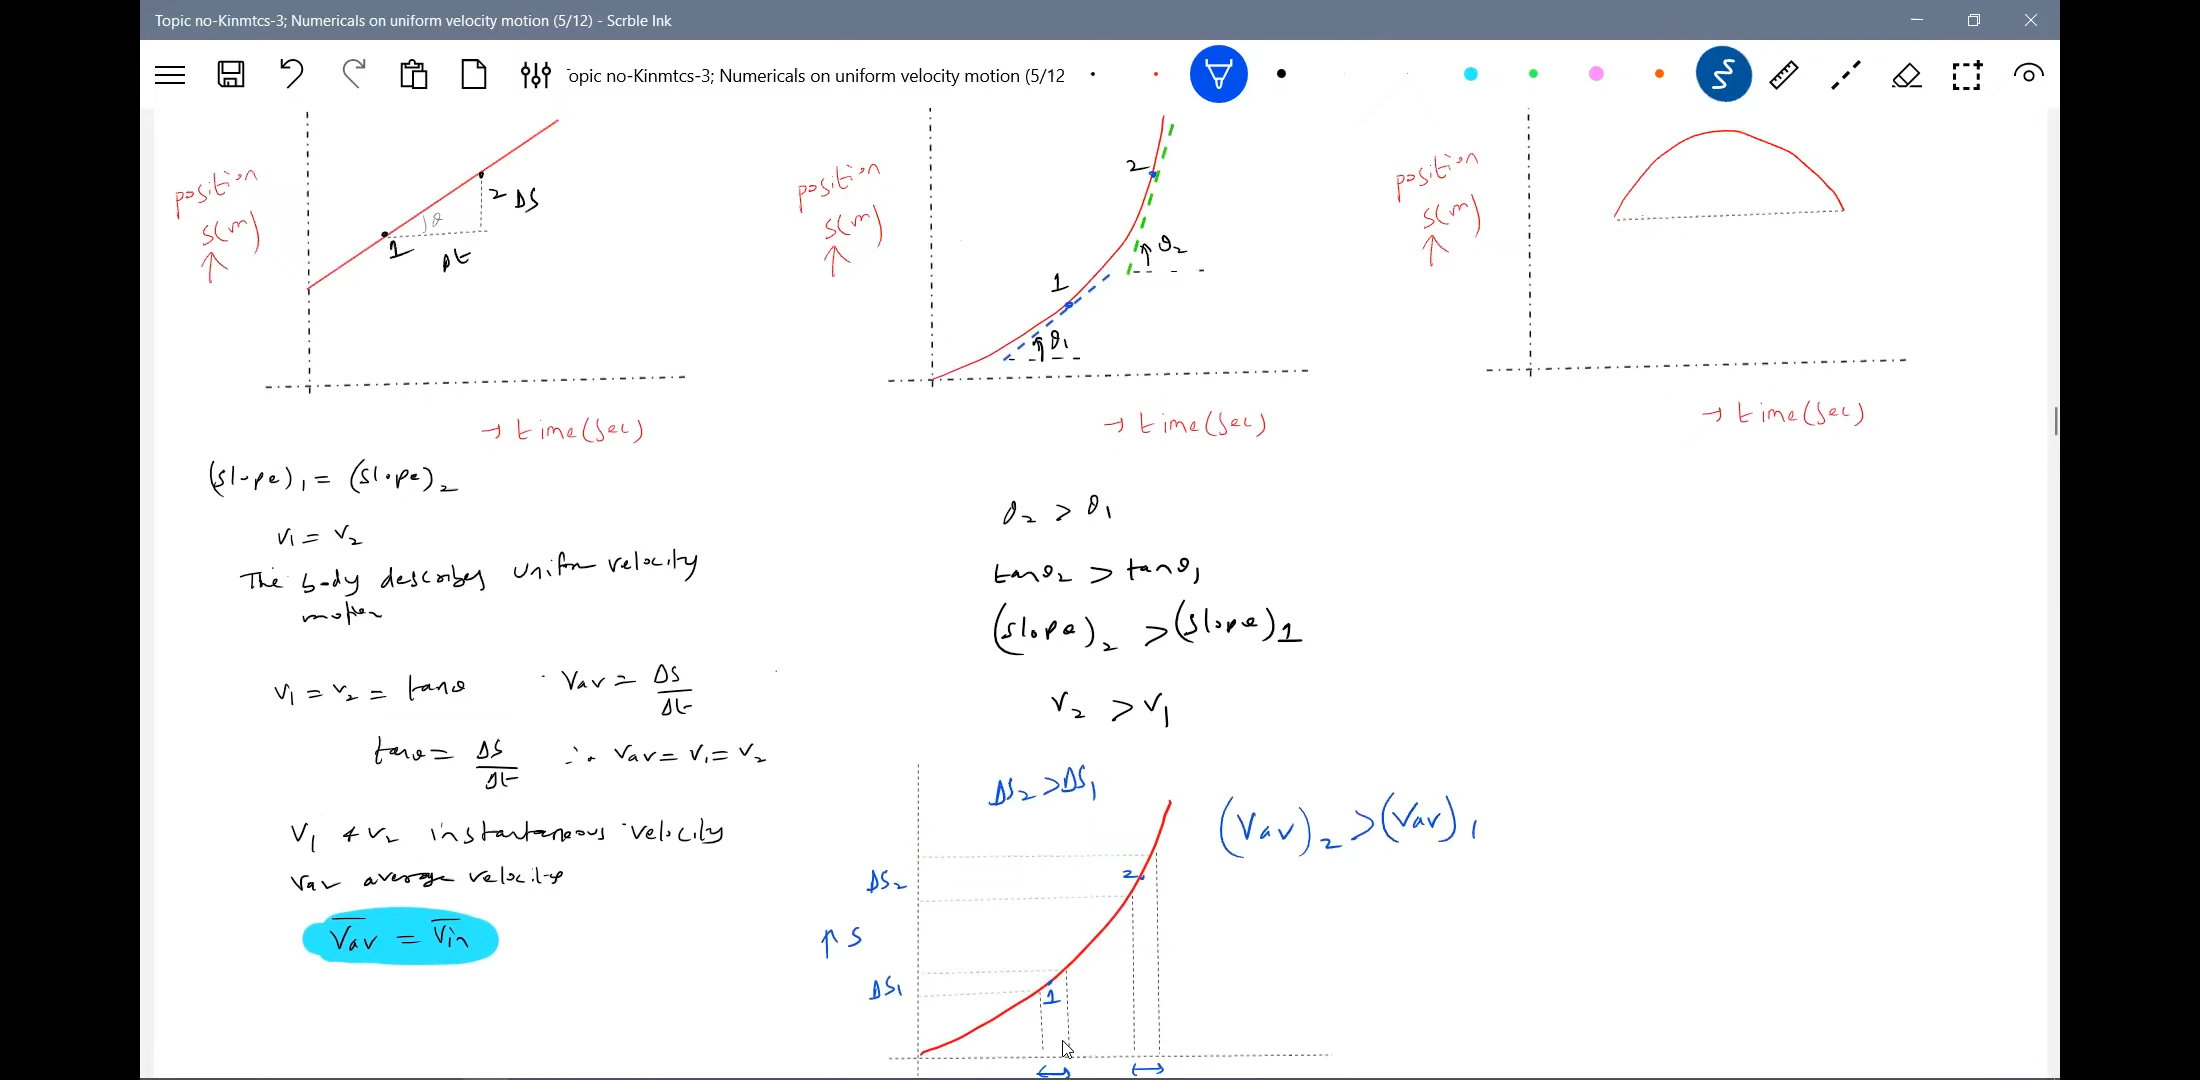 Topic no-Kinmtcs-3; Numericals on uniform velocity motion (5/12) - Scrble Ink
opic no-Kinmtcs-3; Numericals on uniform velocity motion (5/12
position
s(m)
↑
1
2
θ
Δs
Δt
→ time(sec)
position
s(m)
↑
2
θ2
1
θ1
→ time(sec)
position
s(m)
↑
→ time(sec)
(slope)1 = (slope)2
v1 = v2
The body describes uniform velocity
motion
v1 = v2 = tanθ
Vav = Δs/Δt
tanθ = Δs/Δt ∴ Vav = v1 = v2
V1 & v2 instantaneous velocity
Vav average velocity
Vav = Vin
θ2 > θ1
tanθ2 > tanθ1
(slope)2 > (slope)1
v2 > v1
Δs2 > Δs1
(Vav)2 > (Vav)1
Δs2
2
↑ s
Δs1
1